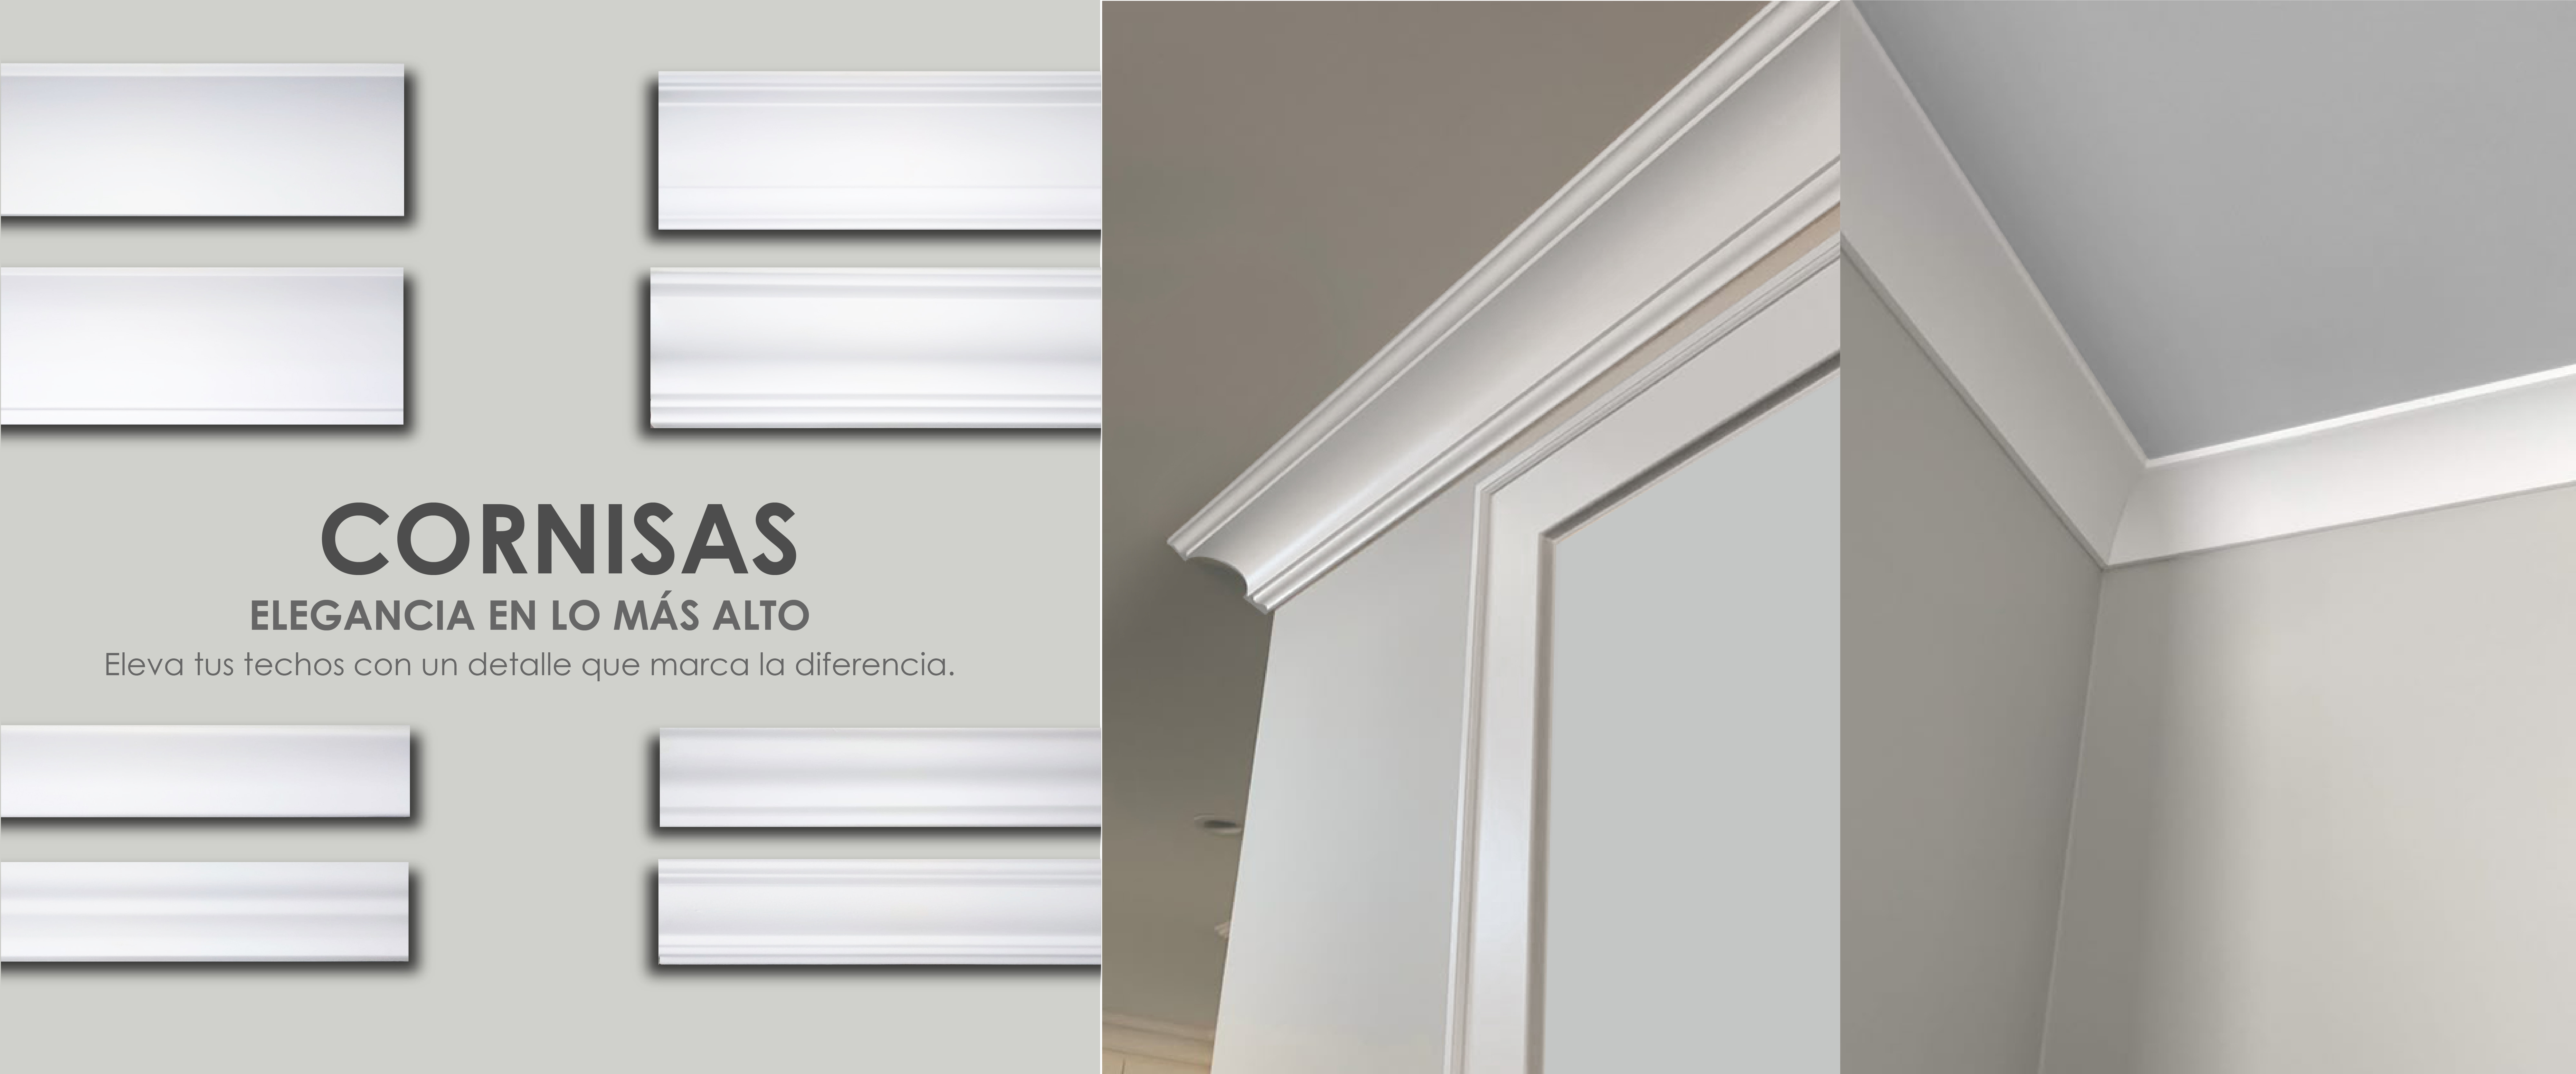 CORNISAS
ELEGANCIA EN LO MÁS ALTO
Eleva tus techos con un detalle que marca la diferencia.